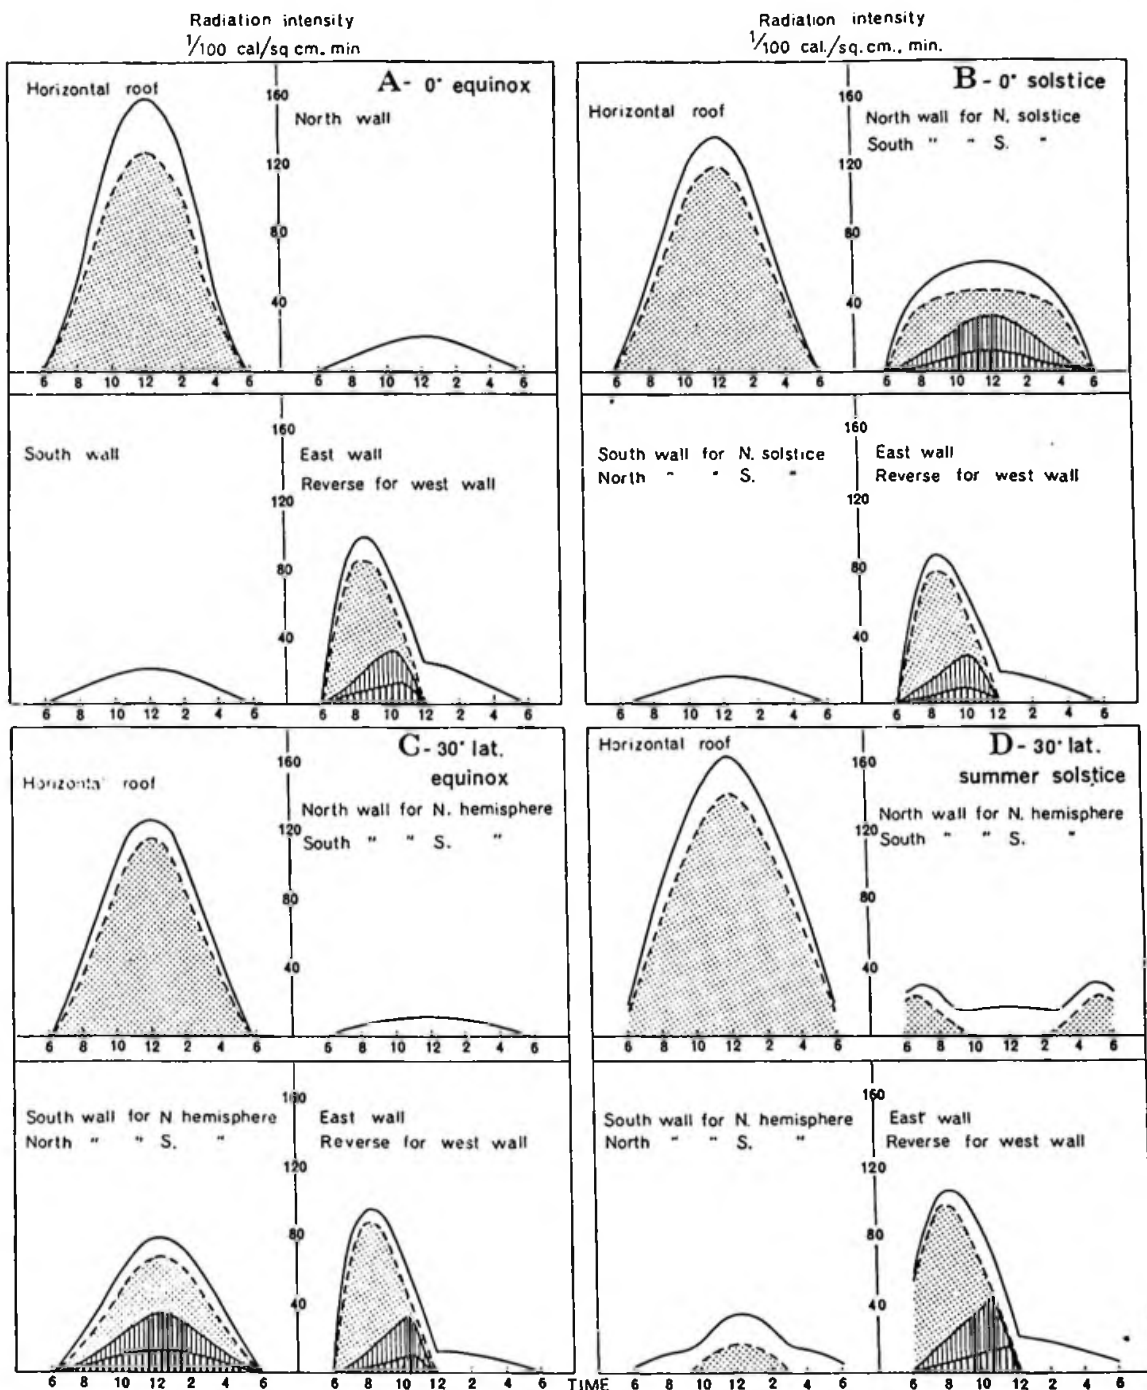 Radiation intensity
1/100 cal/sq cm. min
Radiation intensity
1/100 cal./sq.cm., min.
A - 0° equinox
Horizontal roof
North wall
160
120
80
40
6 8 10 12 2 4 6
6 8 10 12 2 4 6
South wall
East wall
Reverse for west wall
160
120
80
40
6 8 10 12 2 4 6
6 8 10 12 2 4 6
B - 0° solstice
Horizontal roof
North wall for N. solstice
South " " S. "
160
120
80
40
6 8 10 12 2 4 6
6 8 10 12 2 4 6
South wall for N. solstice
North " " S. "
East wall
Reverse for west wall
160
120
80
40
6 8 10 12 2 4 6
6 8 10 12 2 4 6
C - 30° lat.
equinox
Horizontal roof
North wall for N. hemisphere
South " " S. "
160
120
80
40
6 8 10 12 2 4 6
6 8 10 12 2 4 6
South wall for N hemisphere
North " " S. "
East wall
Reverse for west wall
160
120
80
40
6 8 10 12 2 4 6
6 8 10 12 2 4 6
D - 30° lat.
summer solstice
Horizontal roof
North wall for N. hemisphere
South " " S. "
160
120
80
40
6 8 10 12 2 4 6
6 8 10 12 2 4 6
South wall for N. hemisphere
North " " S. "
East wall
Reverse for west wall
160
120
80
40
6 8 10 12 2 4 6
6 8 10 12 2 4 6
TIME